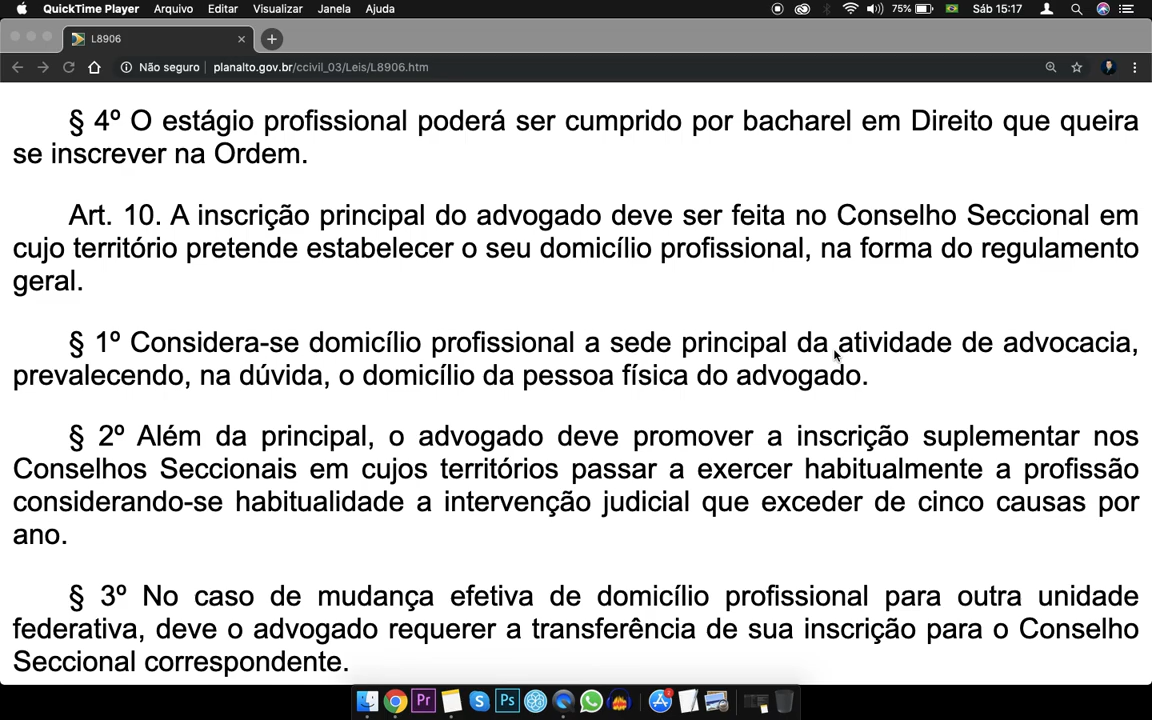 QuickTime Player Arquivo Editar Visualizar Janela Ajuda 75% Sáb 15:17
L8906
Não seguro planalto.gov.br/ccivil_03/Leis/L8906.htm
§ 4º O estágio profissional poderá ser cumprido por bacharel em Direito que queira
se inscrever na Ordem.
Art. 10. A inscrição principal do advogado deve ser feita no Conselho Seccional em
cujo território pretende estabelecer o seu domicílio profissional, na forma do regulamento
geral.
§ 1º Considera-se domicílio profissional a sede principal da atividade de advocacia,
prevalecendo, na dúvida, o domicílio da pessoa física do advogado.
§ 2º Além da principal, o advogado deve promover a inscrição suplementar nos
Conselhos Seccionais em cujos territórios passar a exercer habitualmente a profissão
considerando-se habitualidade a intervenção judicial que exceder de cinco causas por
ano.
§ 3º No caso de mudança efetiva de domicílio profissional para outra unidade
federativa, deve o advogado requerer a transferência de sua inscrição para o Conselho
Seccional correspondente.
Pr Ps